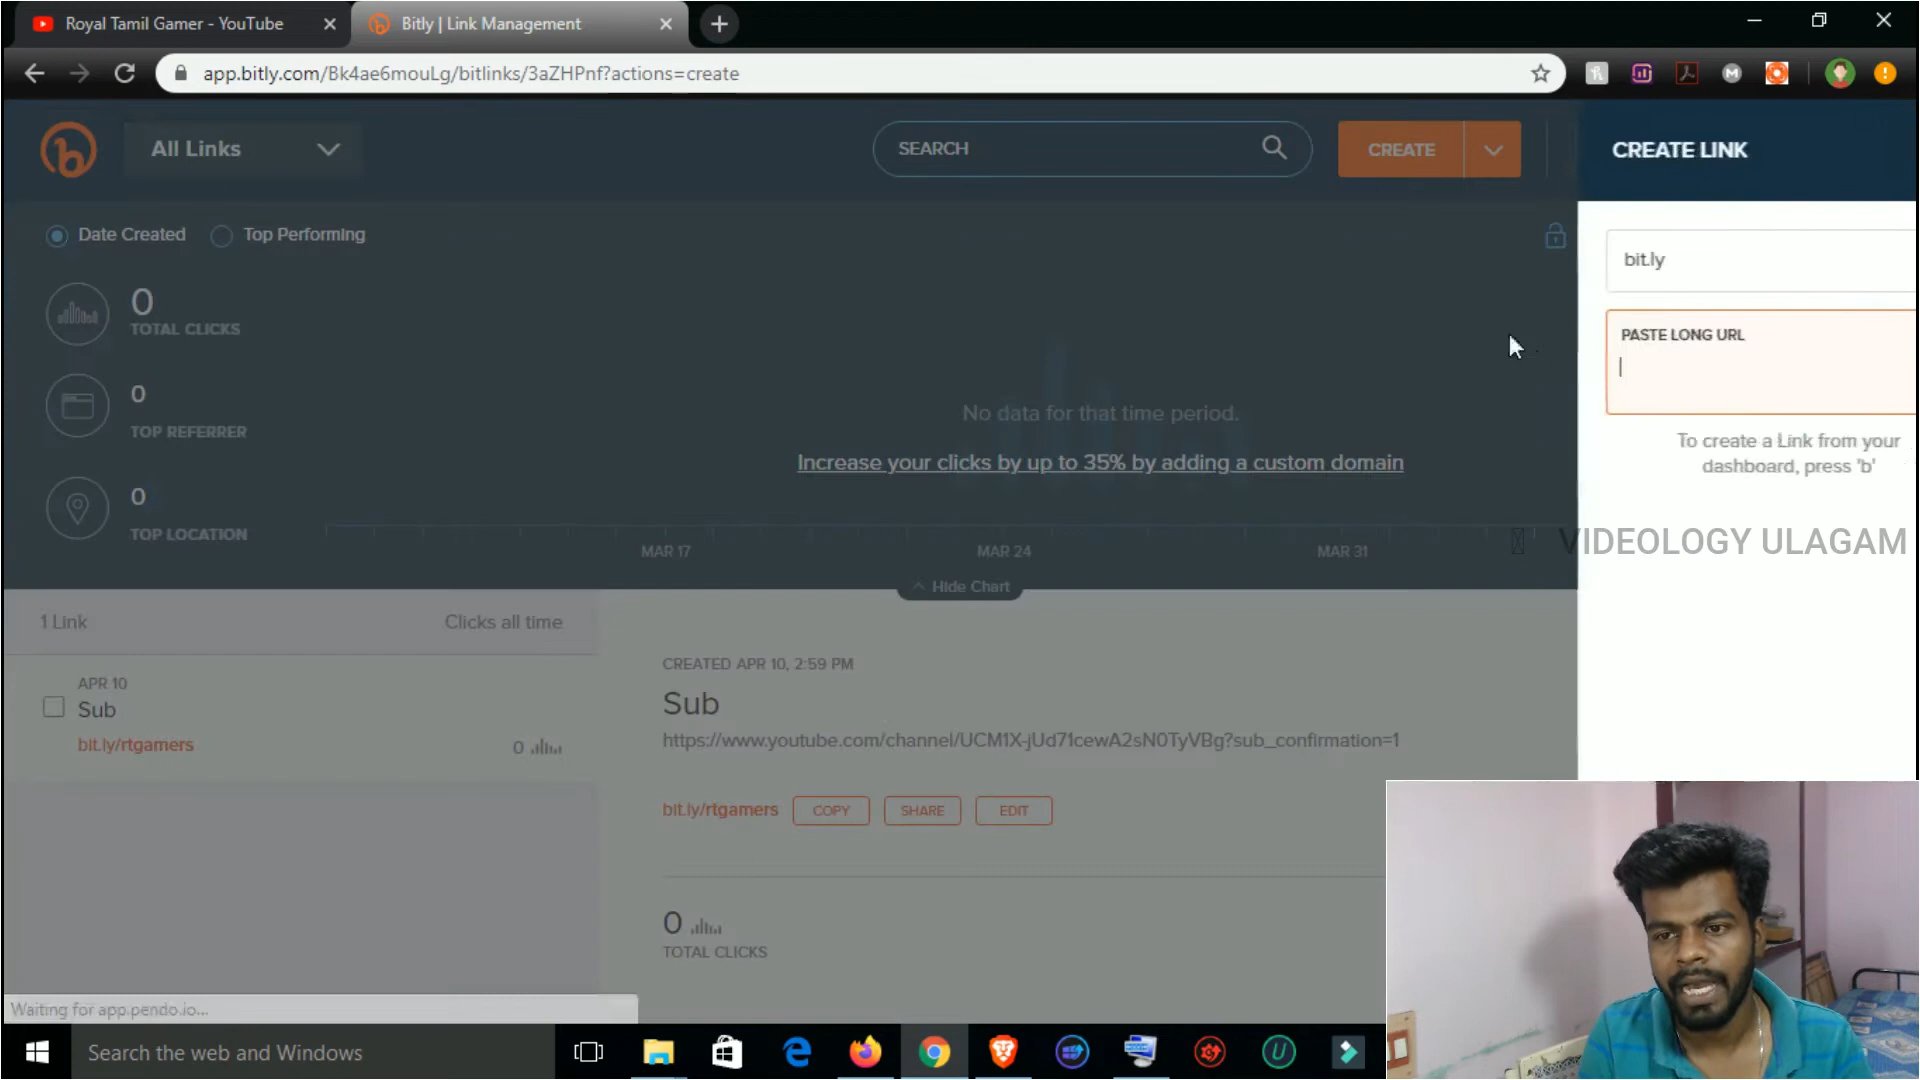 Royal Tamil Gamer - YouTube
Bitly | Link Management
app.bitly.com/Bk4ae6mouLg/bitlinks/3aZHPnf?actions=create
All Links
SEARCH
CREATE
CREATE LINK
Date Created
Top Performing
bit.ly
0
TOTAL CLICKS
PASTE LONG URL
0
TOP REFERRER
No data for that time period.
To create a Link from your
dashboard, press 'b'
Increase your clicks by up to 35% by adding a custom domain
0
TOP LOCATION
MAR 17
MAR 24
MAR 31
VIDEOLOGY ULAGAM
Hide Chart
1 Link
Clicks all time
APR 10
Sub
bit.ly/rtgamers
0
CREATED APR 10, 2:59 PM
Sub
https://www.youtube.com/channel/UCM1X-jUd71cewA2sN0TyVBg?sub_confirmation=1
bit.ly/rtgamers
COPY
SHARE
EDIT
0
TOTAL CLICKS
Waiting for app.pendo.io...
Search the web and Windows